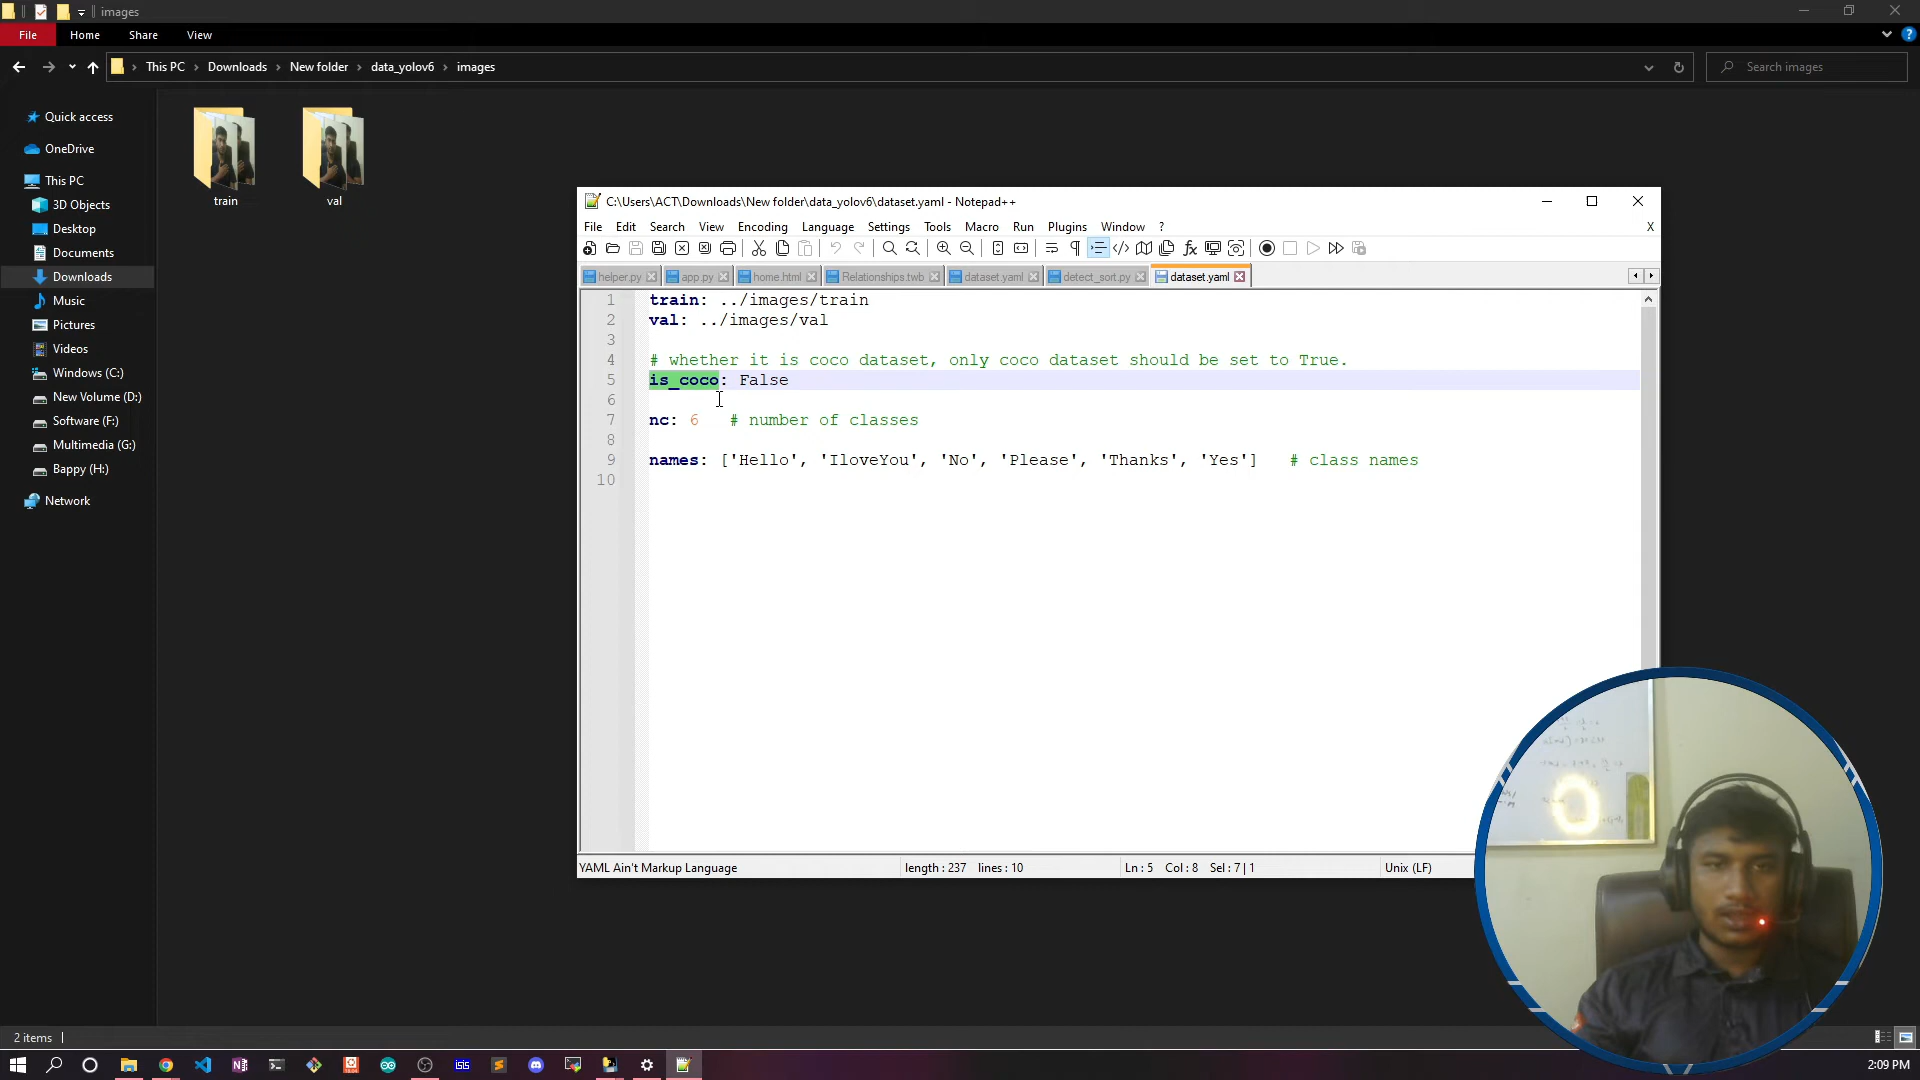 images
File Home Share View
This PC Downloads New folder data_yolov6 images
Search images
Quick access
OneDrive
This PC
3D Objects
Desktop
Documents
Downloads
Music
Pictures
Videos
Windows (C:)
New Volume (D:)
Software (F:)
Multimedia (G:)
Bappy (H:)
Network
train val
C:\Users\ACT\Downloads\New folder\data_yolov6\dataset.yaml - Notepad++
File Edit Search View Encoding Language Settings Tools Macro Run Plugins Window ? X
helper.py app.py home.html Relationships.twb dataset.yaml detect_sort.py dataset.yaml
1 train: ../images/train
2 val: ../images/val
3
4 # whether it is coco dataset, only coco dataset should be set to True.
5 is_coco: False
6
7 nc: 6 # number of classes
8
9 names: ['Hello', 'IloveYou', 'No', 'Please', 'Thanks', 'Yes'] # class names
10
YAML Ain't Markup Language length : 237 lines : 10 Ln : 5 Col : 8 Sel : 7 | 1 Unix (LF)
2 items
2:09 PM